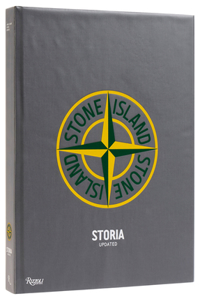 STONE ISLAND
STONE ISLAND
STORIA
UPDATED
Rizzoli